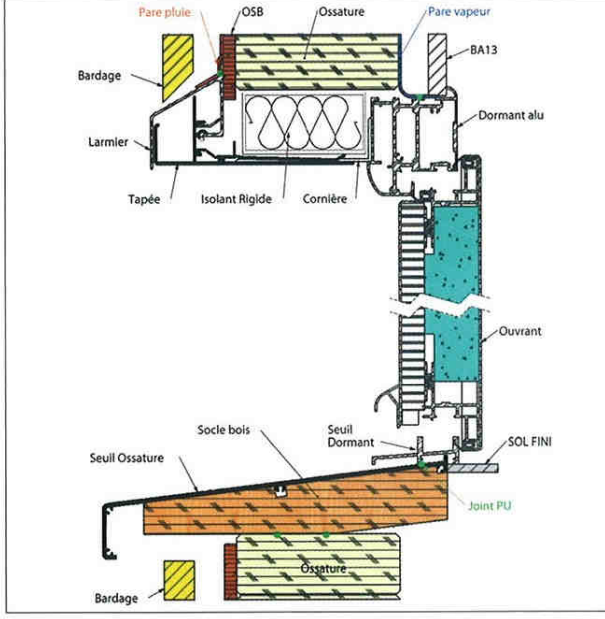 Pare pluie
OSB
Ossature
Pare vapeur
BA13
Bardage
Dormant alu
Larmier
Tapée
Isolant Rigide
Cornière
Ouvrant
Socle bois
Seuil
Dormant
SOL FINI
Seuil Ossature
Joint PU
Ossature
Bardage